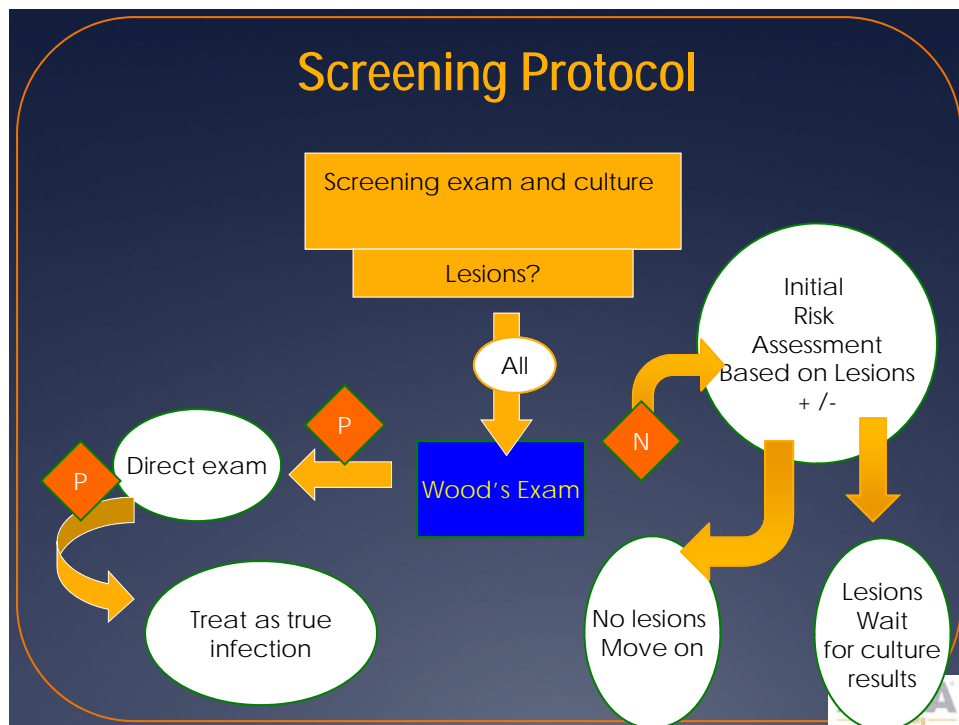 Screening Protocol
Screening exam and culture
Lesions?
All
Initial
Risk
Assessment
Based on Lesions
+ /-
P
N
Direct exam
P
Wood's Exam
Treat as true
infection
No lesions
Move on
Lesions
Wait
for culture
results